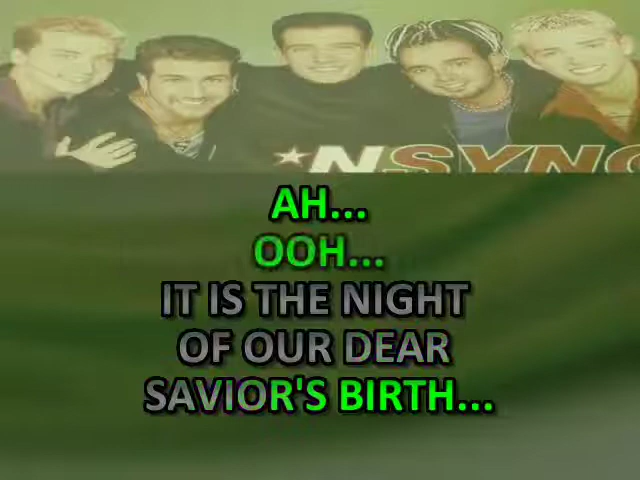 *NSYNC
AH...
OOH...
IT IS THE NIGHT
OF OUR DEAR
SAVIOR'S BIRTH...